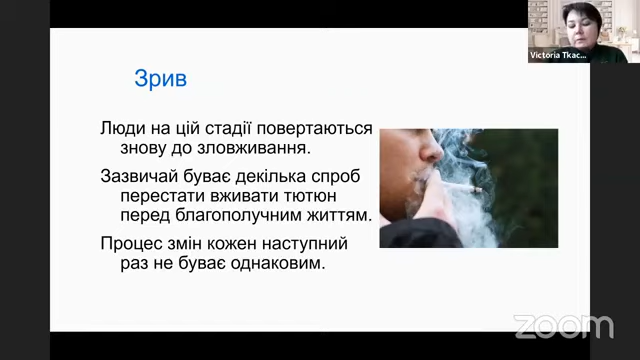 Зрив
Люди на цій стадії повертаються
знову до зловживання.
Зазвичай буває декілька спроб
перестати вживати тютюн
перед благополучним життям.
Процес змін кожен наступний
раз не буває однаковим.
Victoria Tkac...
zoom